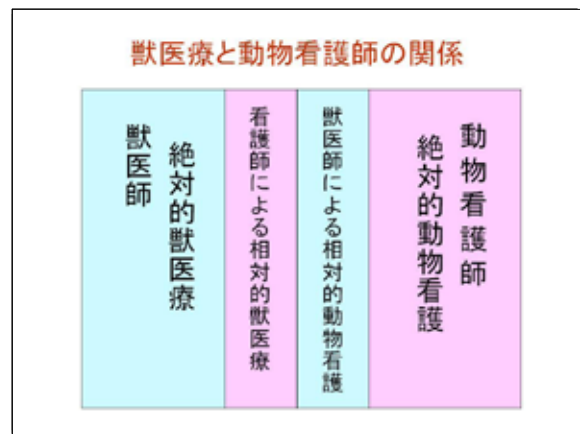 獣医療と動物看護師の関係
動物看護師
絶対的動物看護
獣医師による相対的動物看護
看護師による相対的獣医療
絶対的獣医療
獣医師